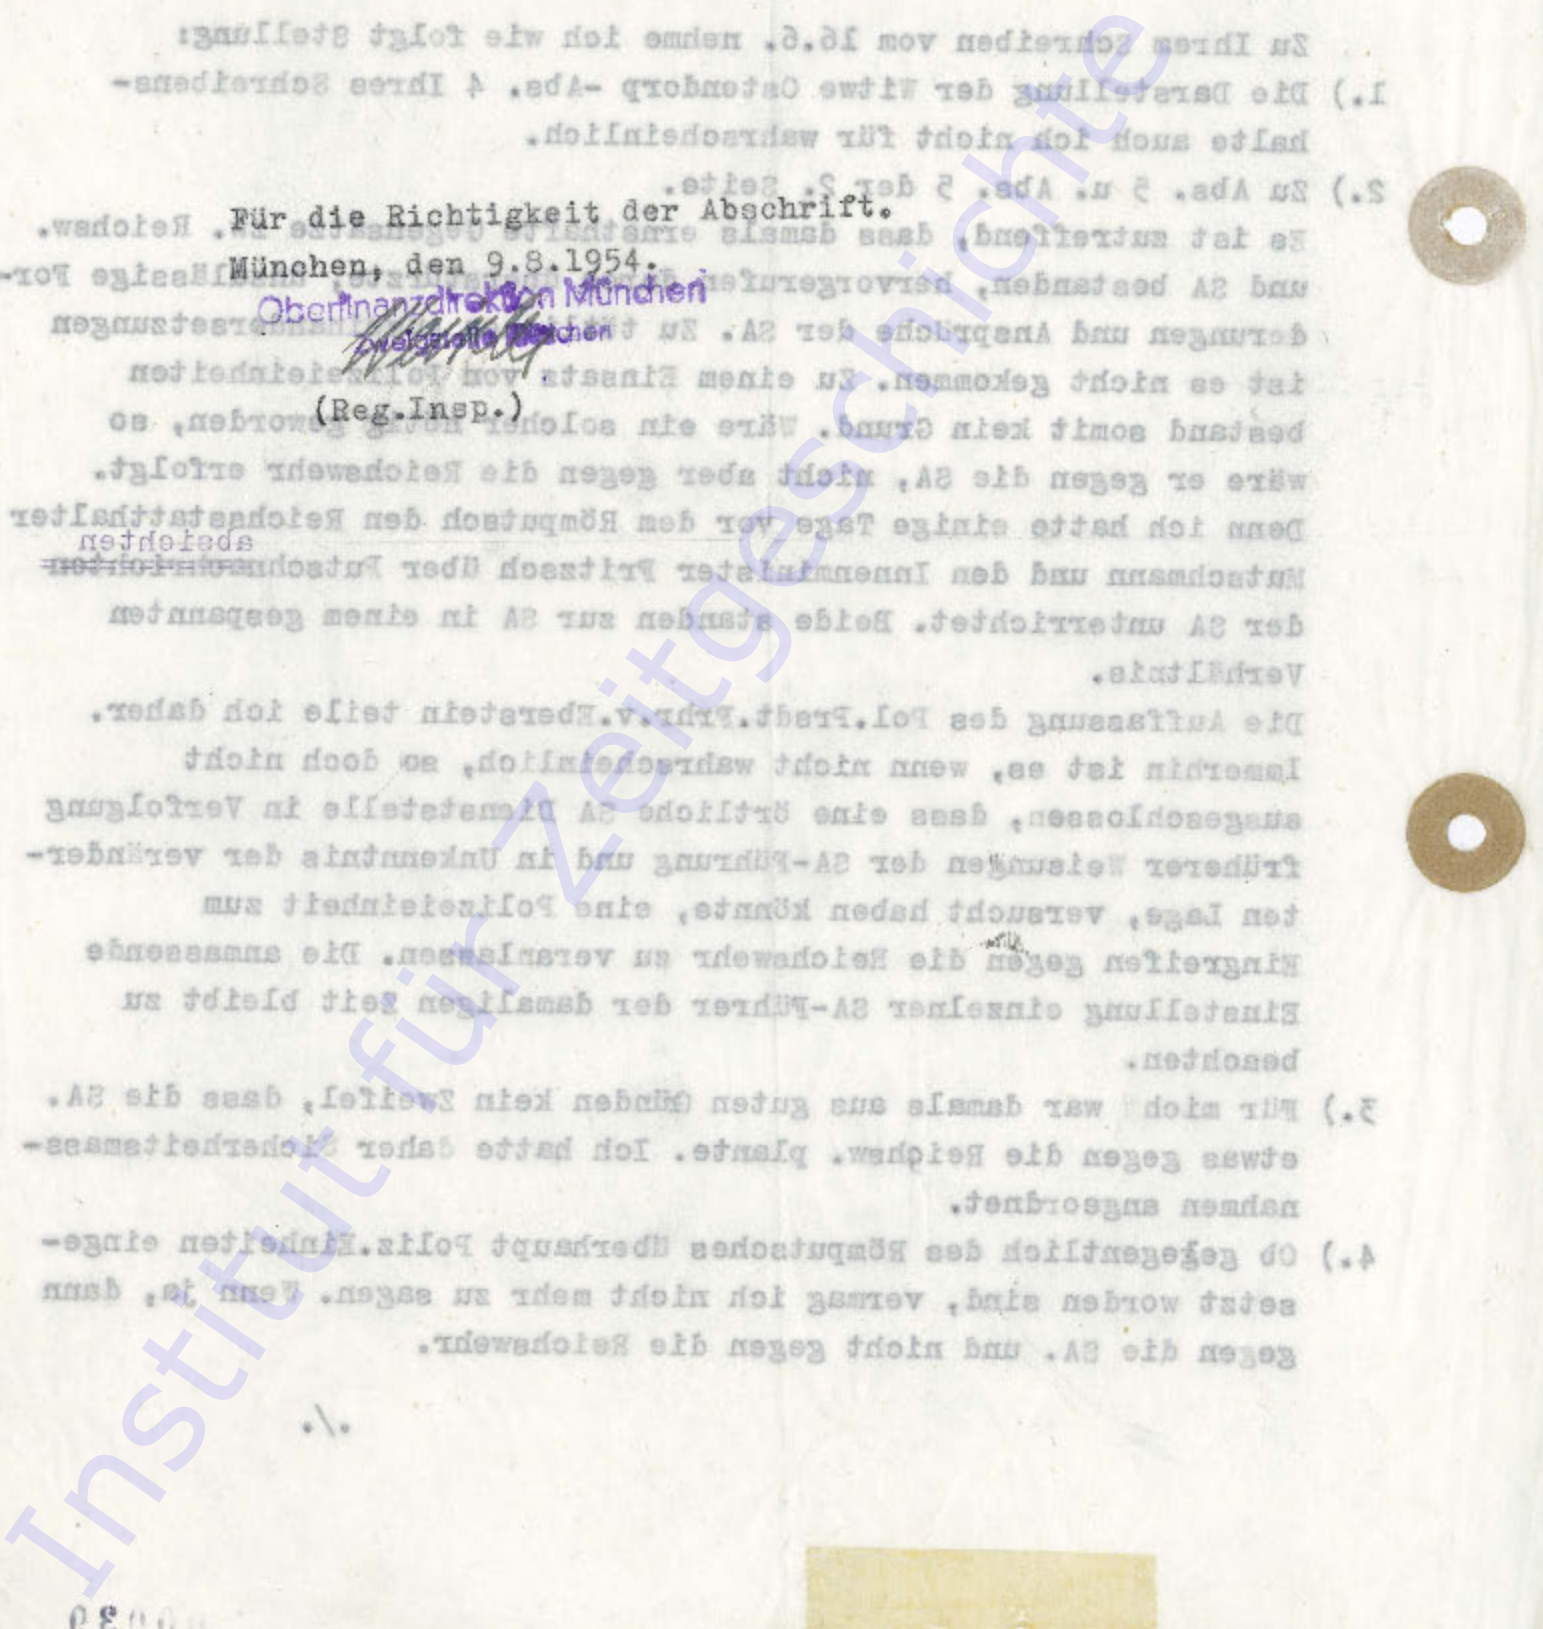 Zu Ihrem Schreiben vom 16.6. nehme ich wie folgt Stellung:
1.) Die Darstellung der Witwe Ostendorp -Abs. 4 Ihres Schreibens-
halte auch ich nicht für wahrscheinlich.
2.) Zu Abs. 5 u. Abs. 5 der 2. Seite.
Für die Richtigkeit der Abschrift.
Es ist zutreffend, dass damals ernsthafte Gegensätze zw. Reichsw.
München, den 9.8.1954.
und SA bestanden, hervorgerufen unzulässige For-
Oberfinanzdirektion München
derungen und Ansprüche der SA. Zu
Zweigstelle München
ist es nicht gekommen. Zu einem Einsatz von Polizeieinheiten
(Reg.Insp.)
bestand somit kein Grund. Wäre ein solcher nötig geworden, so
wäre er gegen die SA, nicht aber gegen die Reichswehr erfolgt.
Denn ich hatte einige Tage vor dem Römputsch den Reichsstatthalter
absichten
Mutschmann und den Innenminister Fritzsch über Putschnachrichten
der SA unterrichtet. Beide standen zur SA in einem gespannten
Verhältnis.
Die Auffassung des Pol.Prsdt.Frhr.v.Eberstein teile ich daher.
Immerhin ist es, wenn nicht wahrscheinlich, so doch nicht
ausgeschlossen, dass eine örtliche SA Dienststelle in Verfolgung
früherer Weisungen der SA-Führung und in Unkenntnis der veränder-
ten Lage, versucht haben könnte, eine Polizeieinheit zum
Eingreifen gegen die Reichswehr zu veranlassen. Die anmassende
Einstellung einzelner SA-Führer der damaligen Zeit bleibt zu
beachten.
3.) Für mich war damals aus guten Günden kein Zweifel, dass die SA.
etwas gegen die Reichsw. plante. Ich hatte daher Sicherheitsmass-
nahmen angeordnet.
4.) Ob gelegentlich des Römputsches überhaupt Poliz.Einheiten einge-
setzt worden sind, vermag ich nicht mehr zu sagen. Wenn ja, dann
gegen die SA. und nicht gegen die Reichswehr.
./.
Institut für Zeitgeschichte